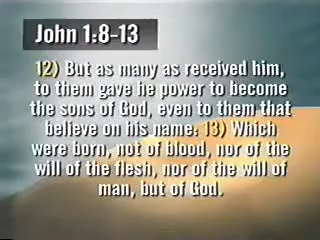 John 1:8-13
12) But as many as received him,
to them gave he power to become
the sons of God, even to them that
believe on his name: 13) Which
were born, not of blood, nor of the
will of the flesh, nor of the will of
man, but of God.